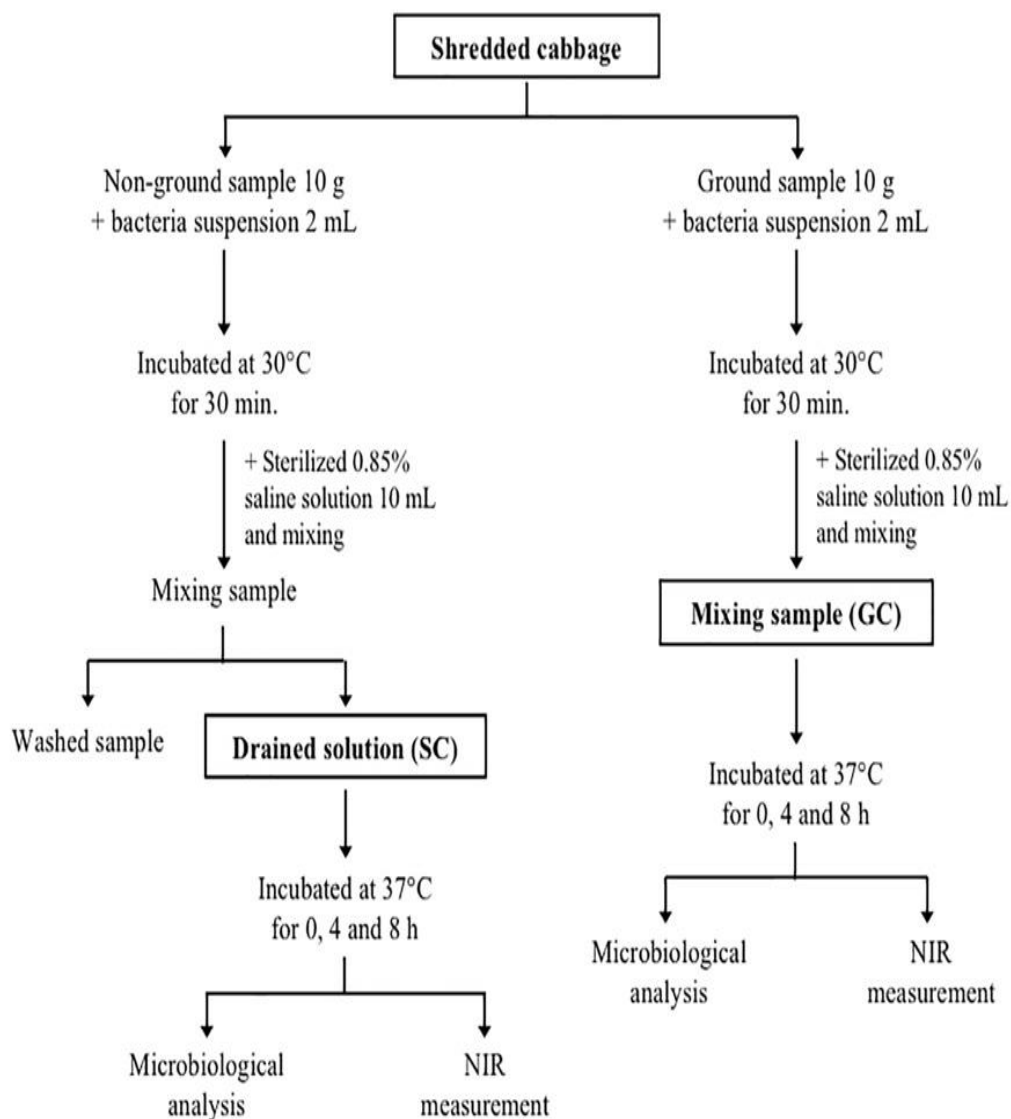 Shredded cabbage
Non-ground sample 10 g
+ bacteria suspension 2 mL
Ground sample 10 g
+ bacteria suspension 2 mL
Incubated at 30°C
for 30 min.
Incubated at 30°C
for 30 min.
+ Sterilized 0.85%
saline solution 10 mL
and mixing
+ Sterilized 0.85%
saline solution 10 mL
and mixing
Mixing sample
Mixing sample (GC)
Washed sample
Drained solution (SC)
Incubated at 37°C
for 0, 4 and 8 h
Incubated at 37°C
for 0, 4 and 8 h
Microbiological
analysis
NIR
measurement
Microbiological
analysis
NIR
measurement